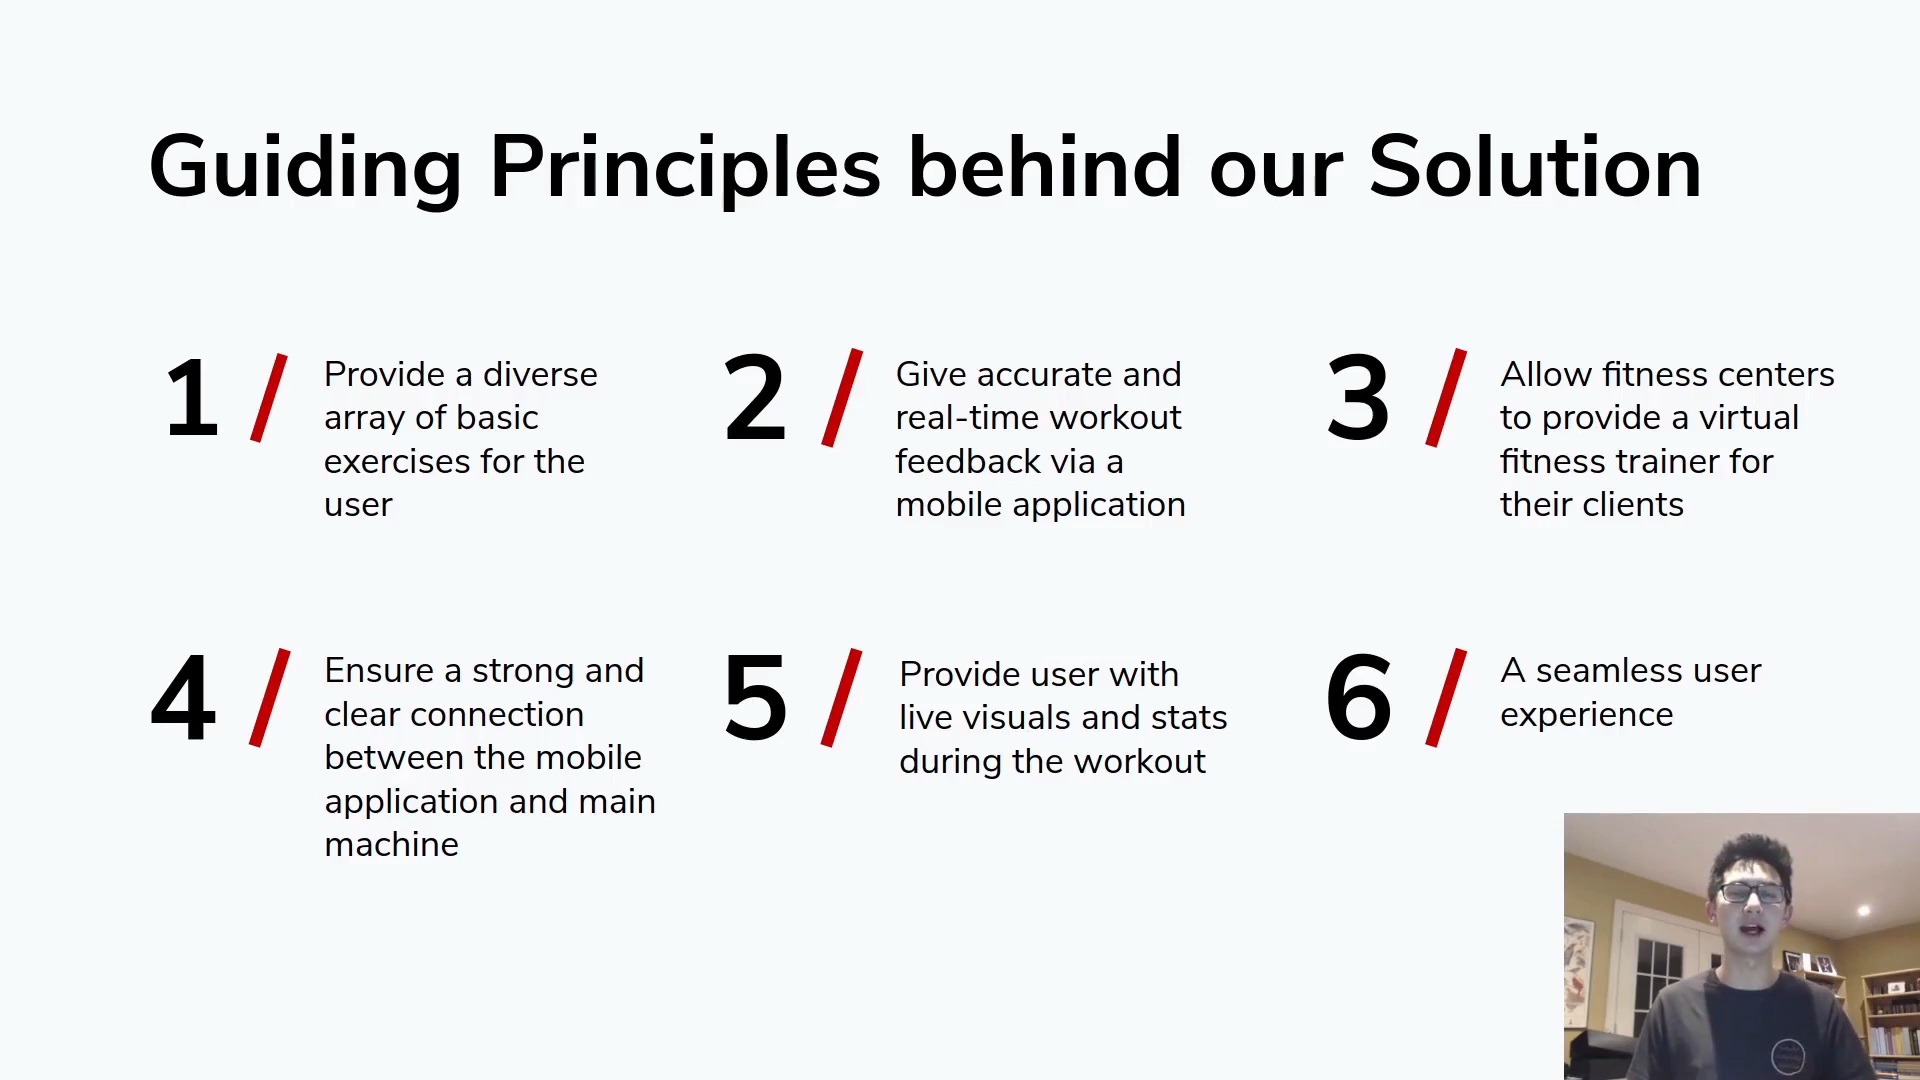 Guiding Principles behind our Solution
1 / Provide a diverse
array of basic
exercises for the
user
2 / Give accurate and
real-time workout
feedback via a
mobile application
3 / Allow fitness centers
to provide a virtual
fitness trainer for
their clients
4 / Ensure a strong and
clear connection
between the mobile
application and main
machine
5 / Provide user with
live visuals and stats
during the workout
6 / A seamless user
experience